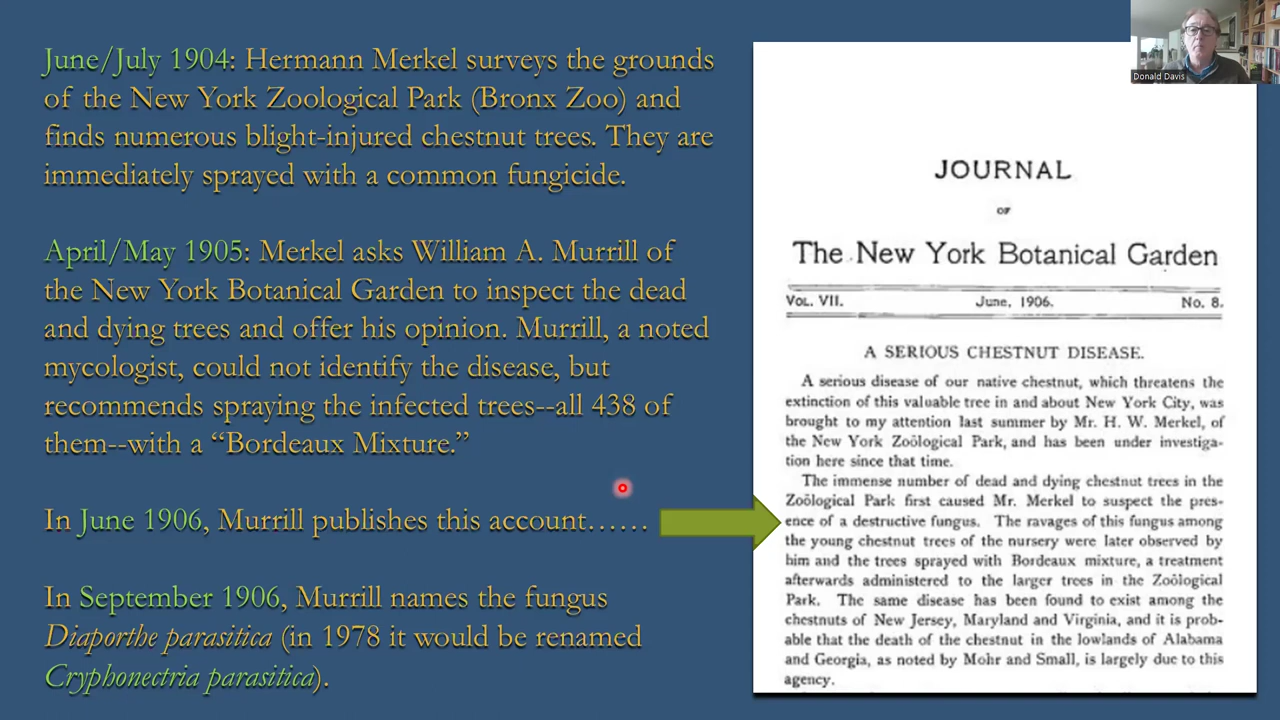 June/July 1904: Hermann Merkel surveys the grounds
of the New York Zoological Park (Bronx Zoo) and
finds numerous blight-injured chestnut trees. They are
immediately sprayed with a common fungicide.
April/May 1905: Merkel asks William A. Murrill of
the New York Botanical Garden to inspect the dead
and dying trees and offer his opinion. Murrill, a noted
mycologist, could not identify the disease, but
recommends spraying the infected trees--all 438 of
them--with a “Bordeaux Mixture.”
In June 1906, Murrill publishes this account……
In September 1906, Murrill names the fungus
Diaporthe parasitica (in 1978 it would be renamed
Cryphonectria parasitica).
Donald Davis
JOURNAL
OF
The New York Botanical Garden
VOL. VII. June, 1906. No. 8.
A SERIOUS CHESTNUT DISEASE.
A serious disease of our native chestnut, which threatens the
extinction of this valuable tree in and about New York City, was
brought to my attention last summer by Mr. H. W. Merkel, of
the New York Zoölogical Park, and has been under investiga-
tion here since that time.
The immense number of dead and dying chestnut trees in the
Zoölogical Park first caused Mr. Merkel to suspect the pres-
ence of a destructive fungus. The ravages of this fungus among
the young chestnut trees of the nursery were later observed by
him and the trees sprayed with Bordeaux mixture, a treatment
afterwards administered to the larger trees in the Zoölogical
Park. The same disease has been found to exist among the
chestnuts of New Jersey, Maryland and Virginia, and it is prob-
able that the death of the chestnut in the lowlands of Alabama
and Georgia, as noted by Mohr and Small, is largely due to this
agency.